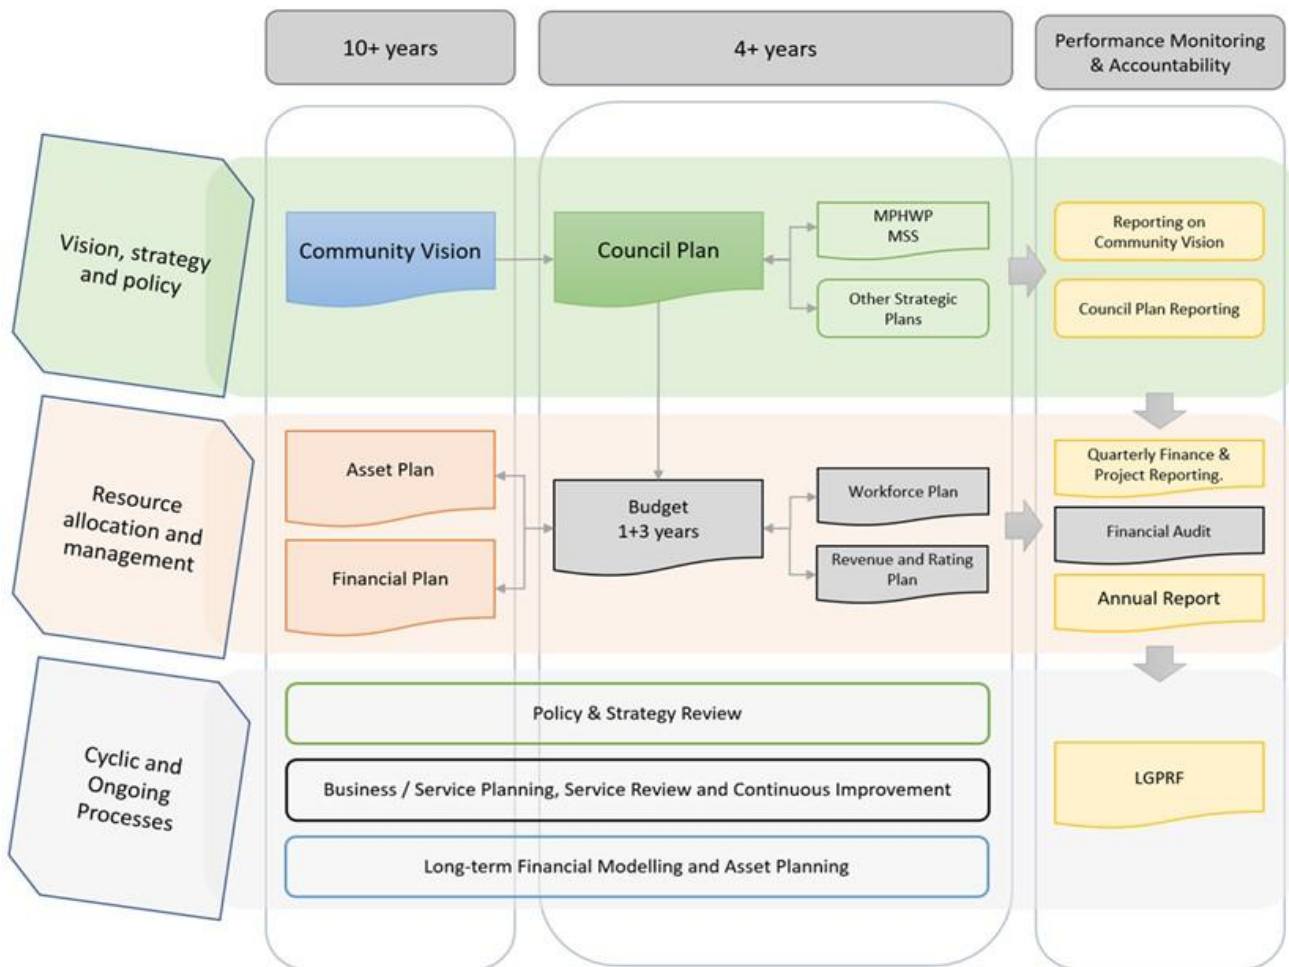 10+ years
4+ years
Performance Monitoring
& Accountability
Vision, strategy
and policy
Community Vision
Council Plan
MPHWP
MSS
Other Strategic
Plans
Reporting on
Community Vision
Council Plan Reporting
Resource
allocation and
management
Asset Plan
Financial Plan
Budget
1+3 years
Workforce Plan
Revenue and Rating
Plan
Quarterly Finance &
Project Reporting.
Financial Audit
Annual Report
Cyclic and
Ongoing
Processes
Policy & Strategy Review
Business / Service Planning, Service Review and Continuous Improvement
Long-term Financial Modelling and Asset Planning
LGPRF